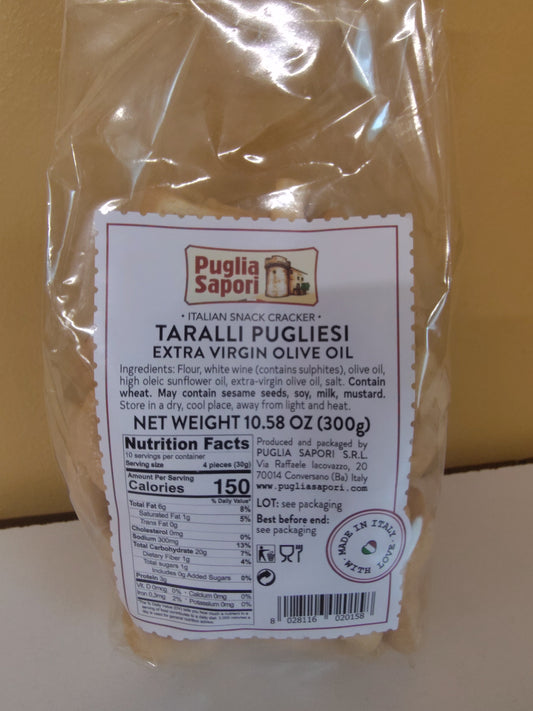 Puglia
Sapori
• ITALIAN SNACK CRACKER •
TARALLI PUGLIESI
EXTRA VIRGIN OLIVE OIL
Ingredients: Flour, white wine (contains sulphites), olive oil,
high oleic sunflower oil, extra-virgin olive oil, salt. Contain
wheat. May contain sesame seeds, soy, milk, mustard.
Store in a dry, cool place, away from light and heat.
NET WEIGHT 10.58 OZ (300g)
Nutrition Facts
10 servings per container
Serving size 4 pieces (30g)
Amount Per Serving
Calories 150
% Daily Value*
Total Fat 6g 8%
Saturated Fat 1g 5%
Trans Fat 0g
Cholesterol 0mg 0%
Sodium 300mg 13%
Total Carbohydrate 20g 7%
Dietary Fiber 1g 4%
Total sugars 1g
Includes 0g Added Sugars 0%
Protein 3g
Vit. D 0mcg 0% • Calcium 0mg 0%
Iron 0.3mg 2% • Potassium 0mg 0%
Produced and packaged by
PUGLIA SAPORI S.R.L.
Via Raffaele Iacovazzo, 20
70014 Conversano (Ba) Italy
www.pugliasapori.com
LOT: see packaging
Best before end:
see packaging
MADE IN ITALY
WITH LOVE
8 028116 020158